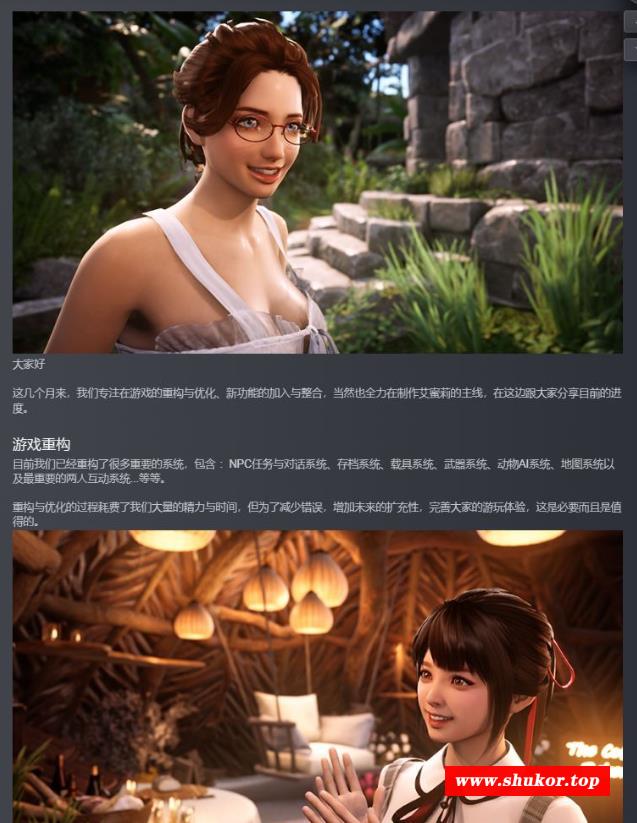 大家好
这几个月来，我们专注在游戏的重构与优化、新功能的加入与整合，当然也全力在制作艾蜜莉的主线，在这边跟大家分享目前的进
度。
游戏重构
目前我们已经重构了很多重要的系统，包含 ：NPC任务与对话系统、存档系统、载具系统、武器系统、动物AI系统、地图系统以
及最重要的两人互动系统...等等。
重构与优化的过程耗费了我们大量的精力与时间，但为了减少错误，增加未来的扩充性，完善大家的游玩体验，这是必要而且是值
得的。
The
www.shukor.top